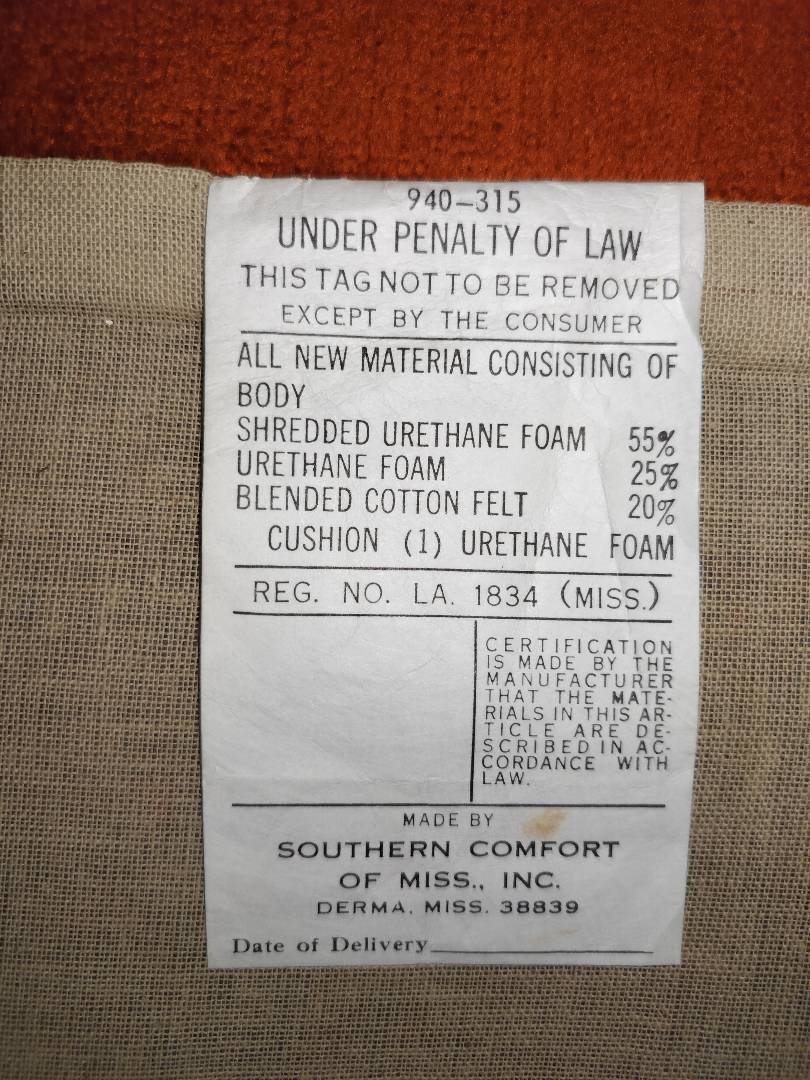 940-315
UNDER PENALTY OF LAW
THIS TAG NOT TO BE REMOVED
EXCEPT BY THE CONSUMER
ALL NEW MATERIAL CONSISTING OF
BODY
SHREDDED URETHANE FOAM 55%
URETHANE FOAM 25%
BLENDED COTTON FELT 20%
CUSHION (1) URETHANE FOAM
REG. NO. LA. 1834 (MISS.)
CERTIFICATION
IS MADE BY THE
MANUFACTURER
THAT THE MATE-
RIALS IN THIS AR-
TICLE ARE DE-
SCRIBED IN AC-
CORDANCE WITH
LAW.
MADE BY
SOUTHERN COMFORT
OF MISS., INC.
DERMA, MISS. 38839
Date of Delivery